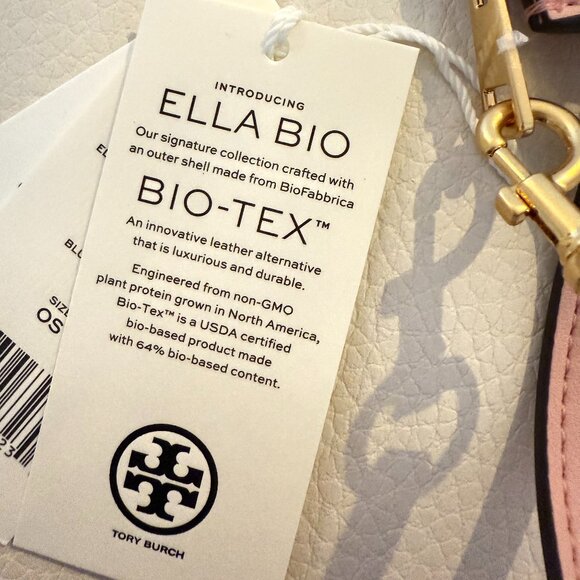 INTRODUCING
ELLA BIO
Our signature collection crafted with
an outer shell made from BioFabbrica
BIO-TEX™
An innovative leather alternative
that is luxurious and durable.
Engineered from non-GMO
plant protein grown in North America,
Bio-Tex™ is a USDA certified
bio-based product made
with 64% bio-based content.
TORY BURCH
SIZE
OS
23